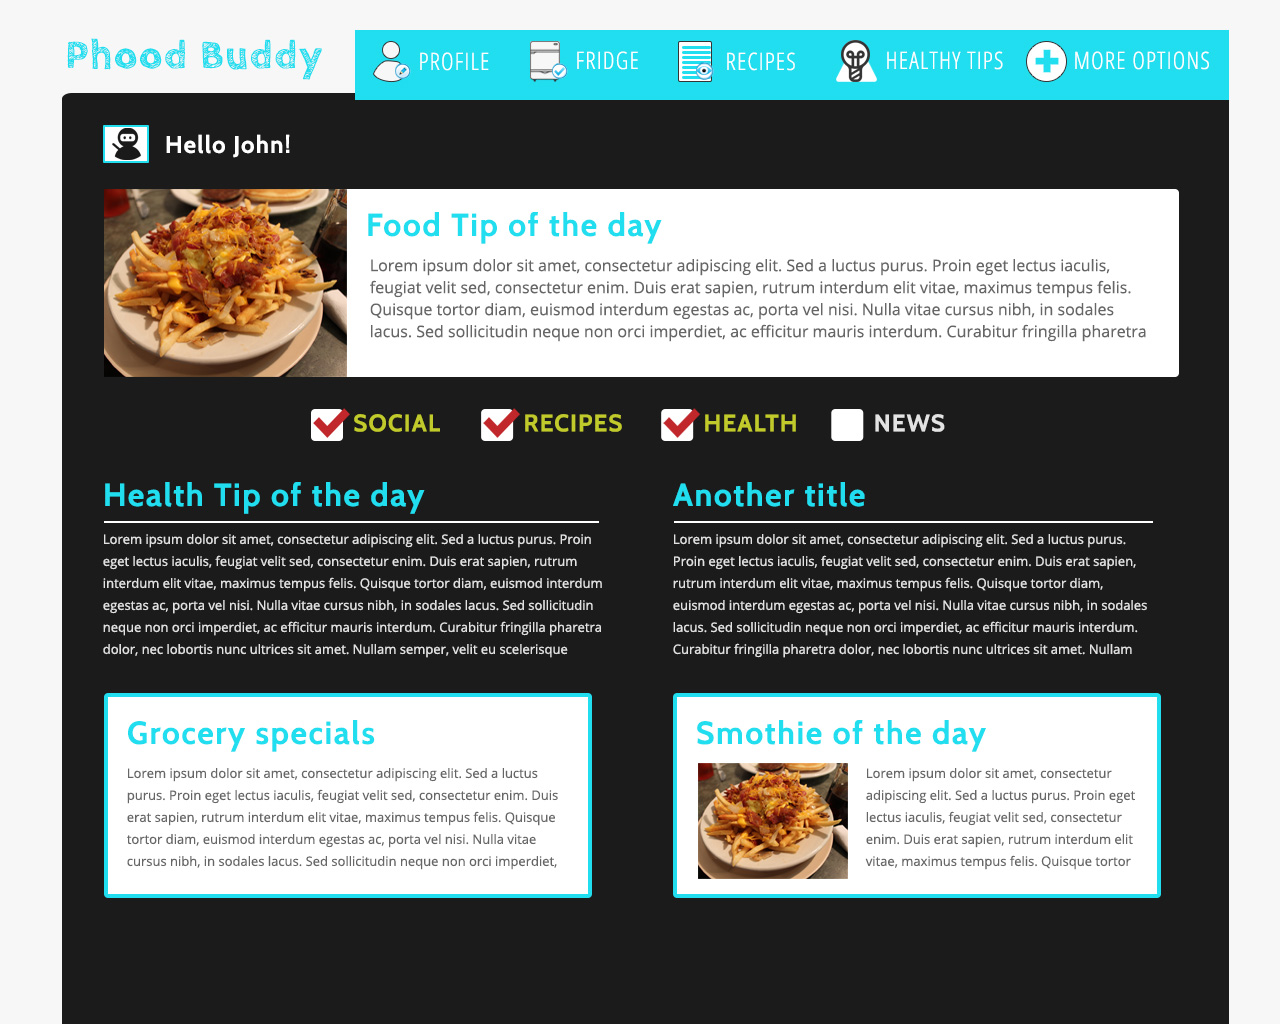 Phood Buddy
PROFILE
FRIDGE
RECIPES
HEALTHY TIPS
MORE OPTIONS
Hello John!
Food Tip of the day
Lorem ipsum dolor sit amet, consectetur adipiscing elit. Sed a luctus purus. Proin eget lectus iaculis,
feugiat velit sed, consectetur enim. Duis erat sapien, rutrum interdum elit vitae, maximus tempus felis.
Quisque tortor diam, euismod interdum egestas ac, porta vel nisi. Nulla vitae cursus nibh, in sodales
lacus. Sed sollicitudin neque non orci imperdiet, ac efficitur mauris interdum. Curabitur fringilla pharetra
SOCIAL
RECIPES
HEALTH
NEWS
Health Tip of the day
Lorem ipsum dolor sit amet, consectetur adipiscing elit. Sed a luctus purus. Proin
eget lectus iaculis, feugiat velit sed, consectetur enim. Duis erat sapien, rutrum
interdum elit vitae, maximus tempus felis. Quisque tortor diam, euismod interdum
egestas ac, porta vel nisi. Nulla vitae cursus nibh, in sodales lacus. Sed sollicitudin
neque non orci imperdiet, ac efficitur mauris interdum. Curabitur fringilla pharetra
dolor, nec lobortis nunc ultrices sit amet. Nullam semper, velit eu scelerisque
Another title
Lorem ipsum dolor sit amet, consectetur adipiscing elit. Sed a luctus purus.
Proin eget lectus iaculis, feugiat velit sed, consectetur enim. Duis erat sapien,
rutrum interdum elit vitae, maximus tempus felis. Quisque tortor diam,
euismod interdum egestas ac, porta vel nisi. Nulla vitae cursus nibh, in sodales
lacus. Sed sollicitudin neque non orci imperdiet, ac efficitur mauris interdum.
Curabitur fringilla pharetra dolor, nec lobortis nunc ultrices sit amet. Nullam
Grocery specials
Lorem ipsum dolor sit amet, consectetur adipiscing elit. Sed a luctus
purus. Proin eget lectus iaculis, feugiat velit sed, consectetur enim. Duis
erat sapien, rutrum interdum elit vitae, maximus tempus felis. Quisque
tortor diam, euismod interdum egestas ac, porta vel nisi. Nulla vitae
cursus nibh, in sodales lacus. Sed sollicitudin neque non orci imperdiet,
Smothie of the day
Lorem ipsum dolor sit amet, consectetur
adipiscing elit. Sed a luctus purus. Proin eget
lectus iaculis, feugiat velit sed, consectetur
enim. Duis erat sapien, rutrum interdum elit
vitae, maximus tempus felis. Quisque tortor